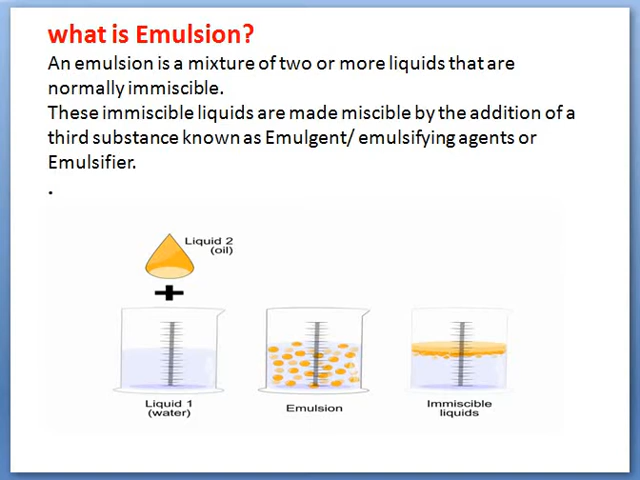 what is Emulsion?
An emulsion is a mixture of two or more liquids that are
normally immiscible.
These immiscible liquids are made miscible by the addition of a
third substance known as Emulgent/ emulsifying agents or
Emulsifier.
.
Liquid 2
(oil)
+
Liquid 1
(water)
Emulsion
Immiscible
liquids